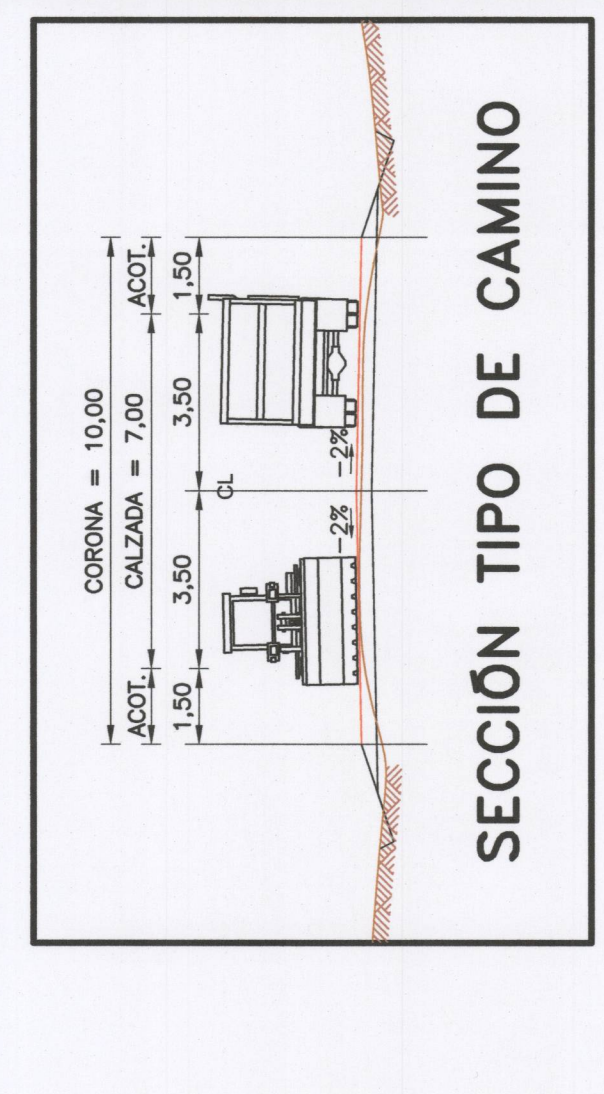 CORONA = 10,00
ACOT. CALZADA = 7,00 ACOT.
1,50 3,50 3,50 1,50
CL
-2% -2%
SECCIÓN TIPO DE CAMINO